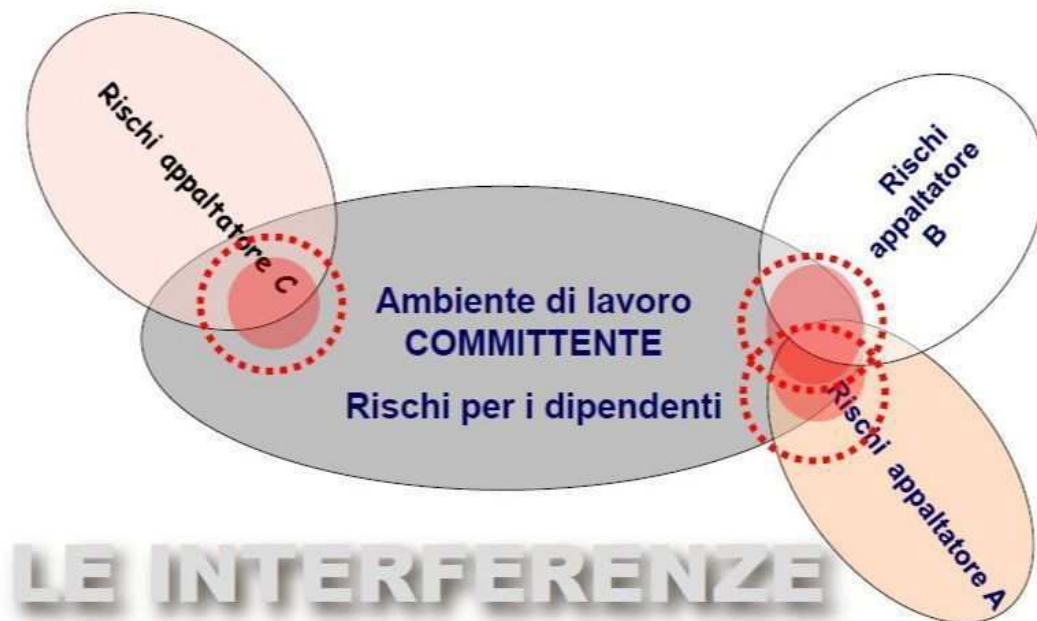 Rischi appaltatore C
Rischi
appaltatore
B
Ambiente di lavoro
COMMITTENTE
Rischi per i dipendenti
Rischi appaltatore A
LE INTERFERENZE